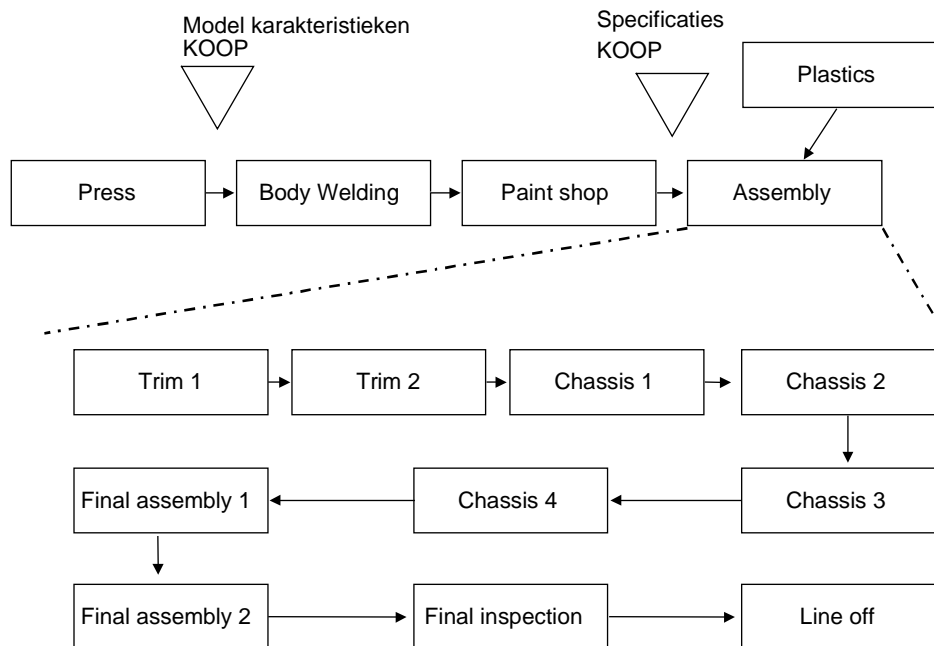 Model karakteristieken
KOOP
Specificaties
KOOP
Plastics
Press
Body Welding
Paint shop
Assembly
Trim 1
Trim 2
Chassis 1
Chassis 2
Final assembly 1
Chassis 4
Chassis 3
Final assembly 2
Final inspection
Line off